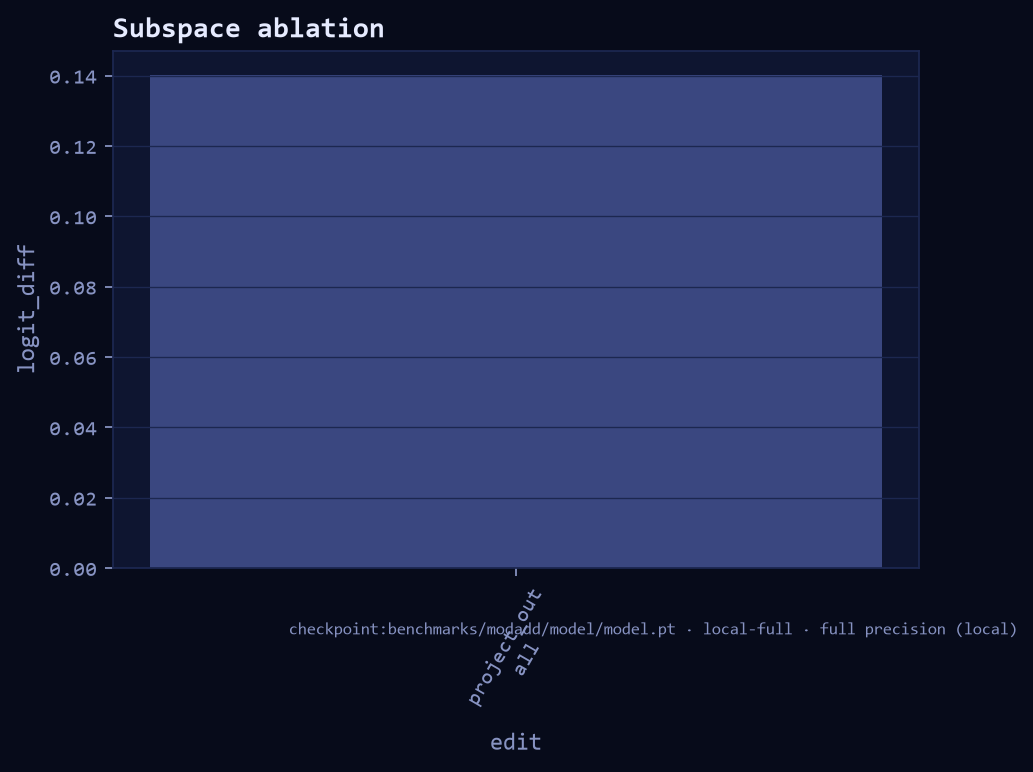 Subspace ablation
0.14
0.12
0.10
0.08
0.06
0.04
0.02
0.00
logit_diff
project_out
all
checkpoint:benchmarks/modadd/model/model.pt · local-full · full precision (local)
edit